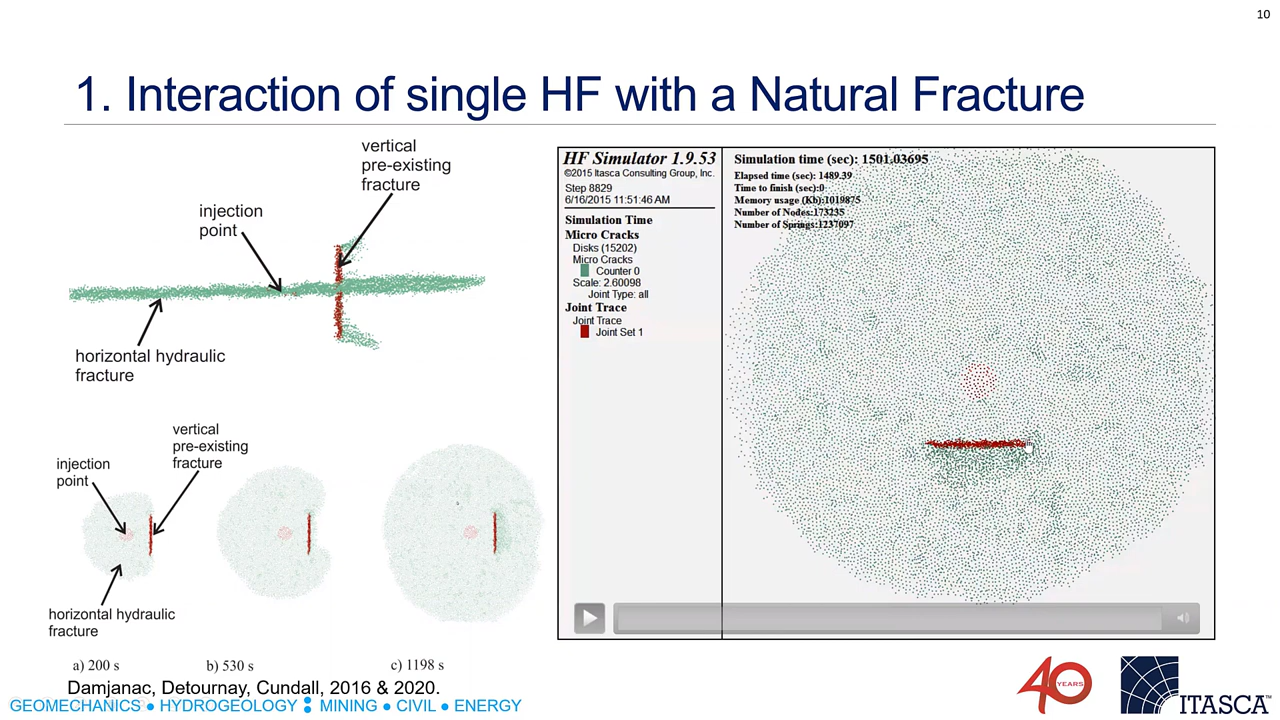 10
1. Interaction of single HF with a Natural Fracture
vertical
pre-existing
fracture
injection
point
horizontal hydraulic
fracture
vertical
pre-existing
fracture
injection
point
horizontal hydraulic
fracture
a) 200 s
b) 530 s
c) 1198 s
HF Simulator 1.9.53
©2015 Itasca Consulting Group, Inc.
Step 8829
6/16/2015 11:51:46 AM
Simulation Time
Micro Cracks
Disks (15202)
Micro Cracks
Counter 0
Scale: 2.60098
Joint Type: all
Joint Trace
Joint Trace
Joint Set 1
Simulation time (sec): 1501.03695
Elapsed time (sec): 1489.39
Time to finish (sec):0
Memory usage (Kb):1019875
Number of Nodes:173235
Number of Springs:1237097
Damjanac, Detournay, Cundall, 2016 & 2020.
GEOMECHANICS ● HYDROGEOLOGY ● MINING ● CIVIL ● ENERGY
40 YEARS
ITASCA™